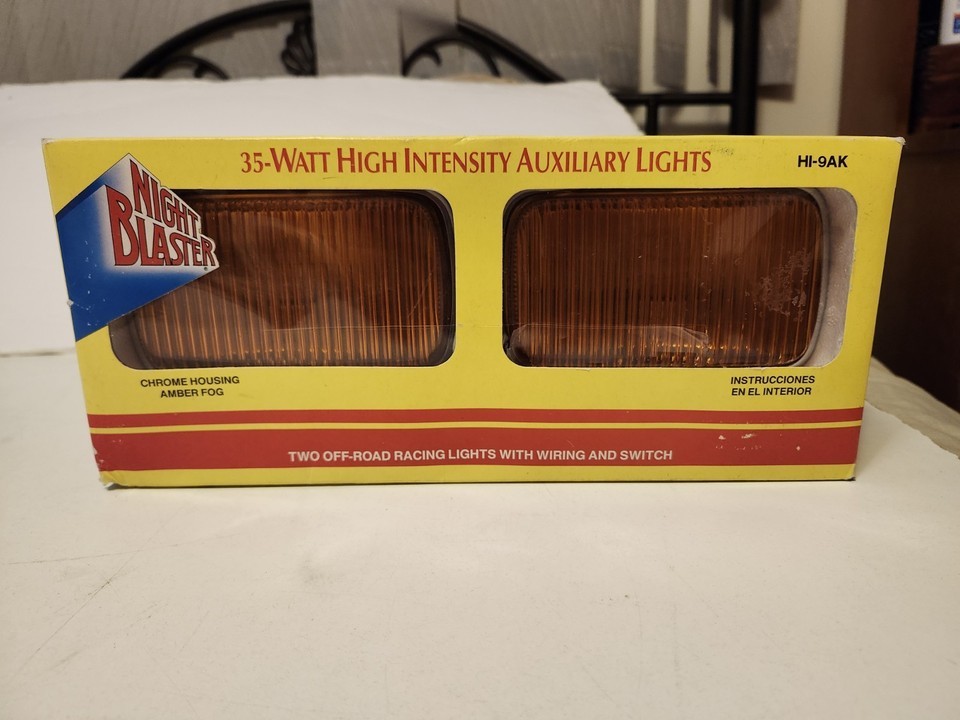 35-WATT HIGH INTENSITY AUXILIARY LIGHTS
HI-9AK
NIGHT
BLASTER®
CHROME HOUSING
AMBER FOG
INSTRUCCIONES
EN EL INTERIOR
TWO OFF-ROAD RACING LIGHTS WITH WIRING AND SWITCH